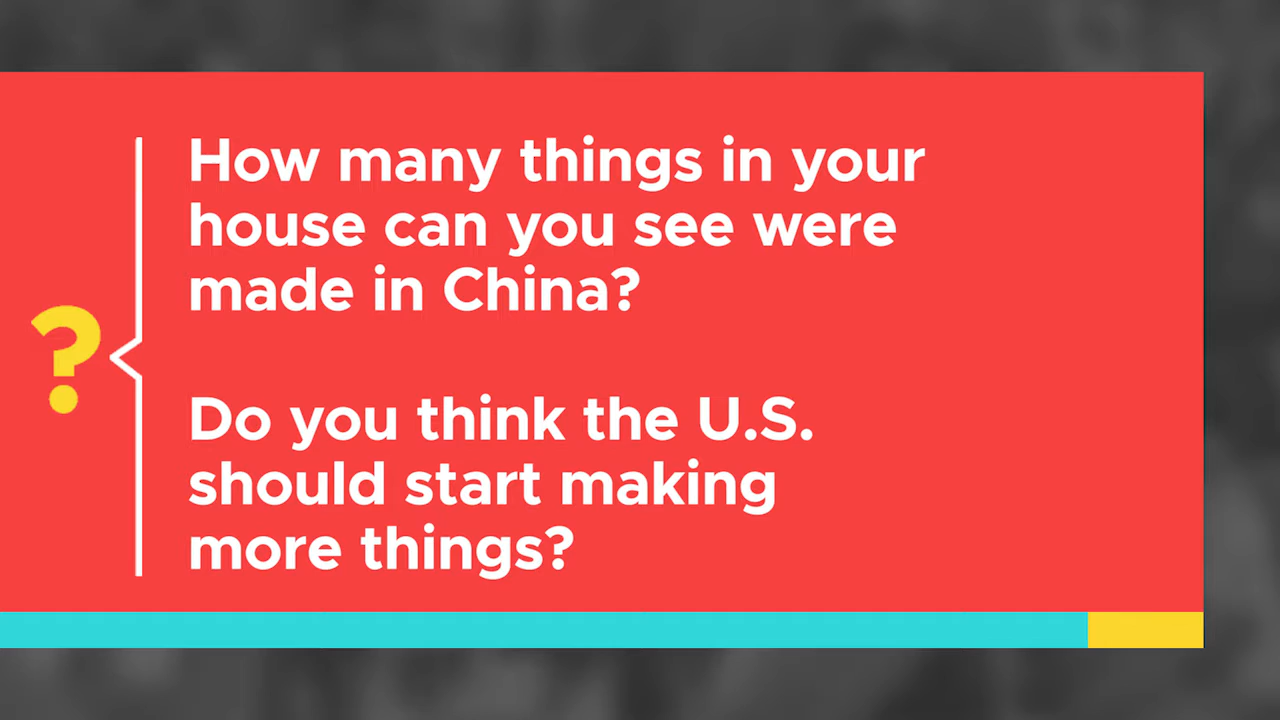 How many things in your
house can you see were
made in China?
?
Do you think the U.S.
should start making
more things?